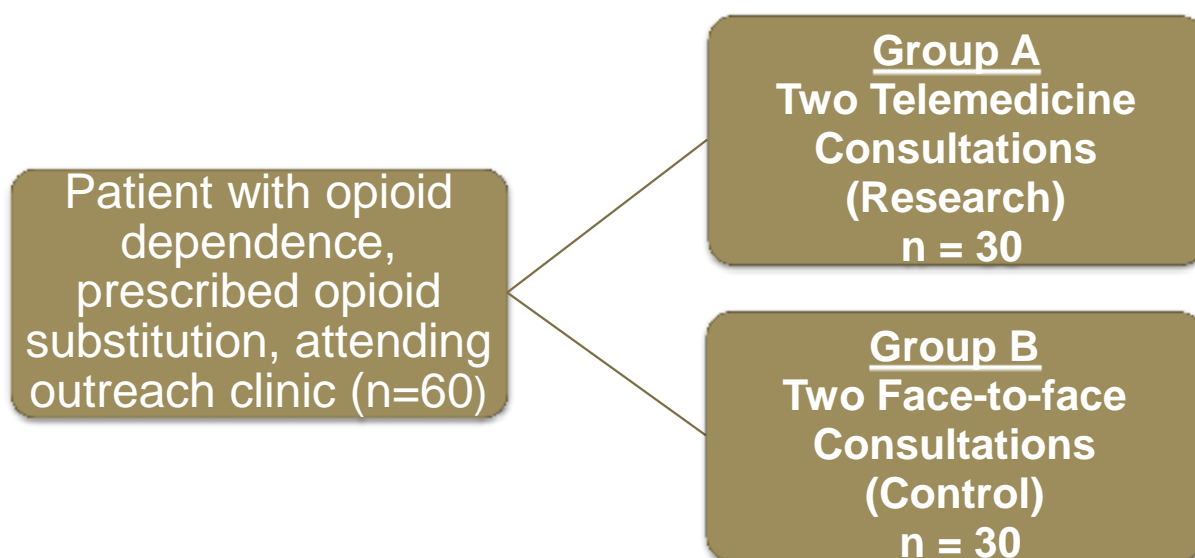 Patient with opioid
dependence,
prescribed opioid
substitution, attending
outreach clinic (n=60)
Group A
Two Telemedicine
Consultations
(Research)
n = 30
Group B
Two Face-to-face
Consultations
(Control)
n = 30